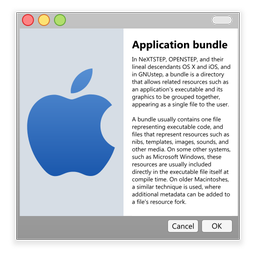 Application bundle
In NeXTSTEP, OPENSTEP, and their
lineal descendants OS X and iOS, and
in GNUstep, a bundle is a directory
that allows related resources such as
an application's executable and its
graphics to be grouped together,
appearing as a single file to the user.
A bundle usually contains one file
representing executable code, and
files that represent resources such as
nibs, templates, images, sounds, and
other media. On some other systems,
such as Microsoft Windows, these
resources are usually included
directly in the executable file itself at
compile time. On older Macintoshes,
a similar technique is used, where
additional metadata can be added to
a file's resource fork.
Cancel
OK